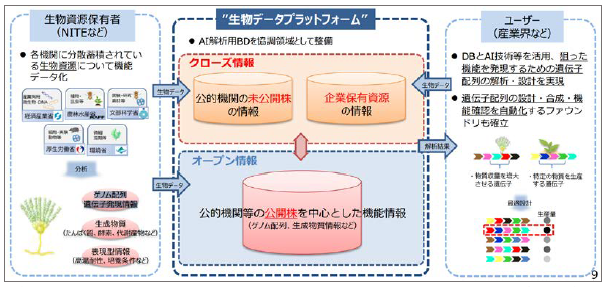 生物資源保有者
(NITEなど)
● 各機関に分散蓄積されてい
る生物資源について機能
データ化
経済産業省
農林水産省
文部科学省
厚生労働省
環境省
分析
ゲノム配列
遺伝子発現情報
生成物質
(たんぱく質、酵素、代謝産物など)
表現型情報
(高温耐性、培養条件など)
生物データ
生物データ
"生物データプラットフォーム"
● AI解析用BDを協調領域として整備
クローズ情報
公的機関の未公開株
の情報
企業保有資源
の情報
オープン情報
公的機関等の公開株を中心とした機能情報
(ゲノム配列、生成物質情報など)
生物データ
解析結果
ユーザー
(産業界など)
● DBとAI技術等を活用、狙った
機能を発現するための遺伝子
配列の解析・設計を実現
● 遺伝子配列の設計・合成・機
能確認を自動化するファウン
ドリも確立
・物質収量を増大
させる遺伝子
・特定の物質を生産
する遺伝子
最適設計
生産量
9